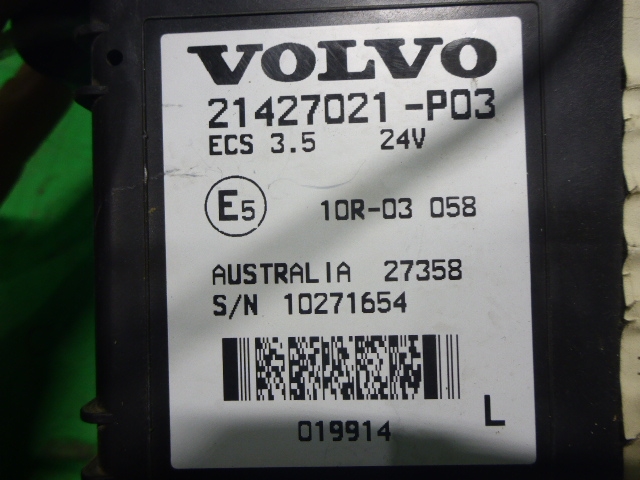 VOLVO
21427021-P03
ECS 3.5 24V
E5 10R-03 058
AUSTRALIA 27358
S/N 10271654
019914 L